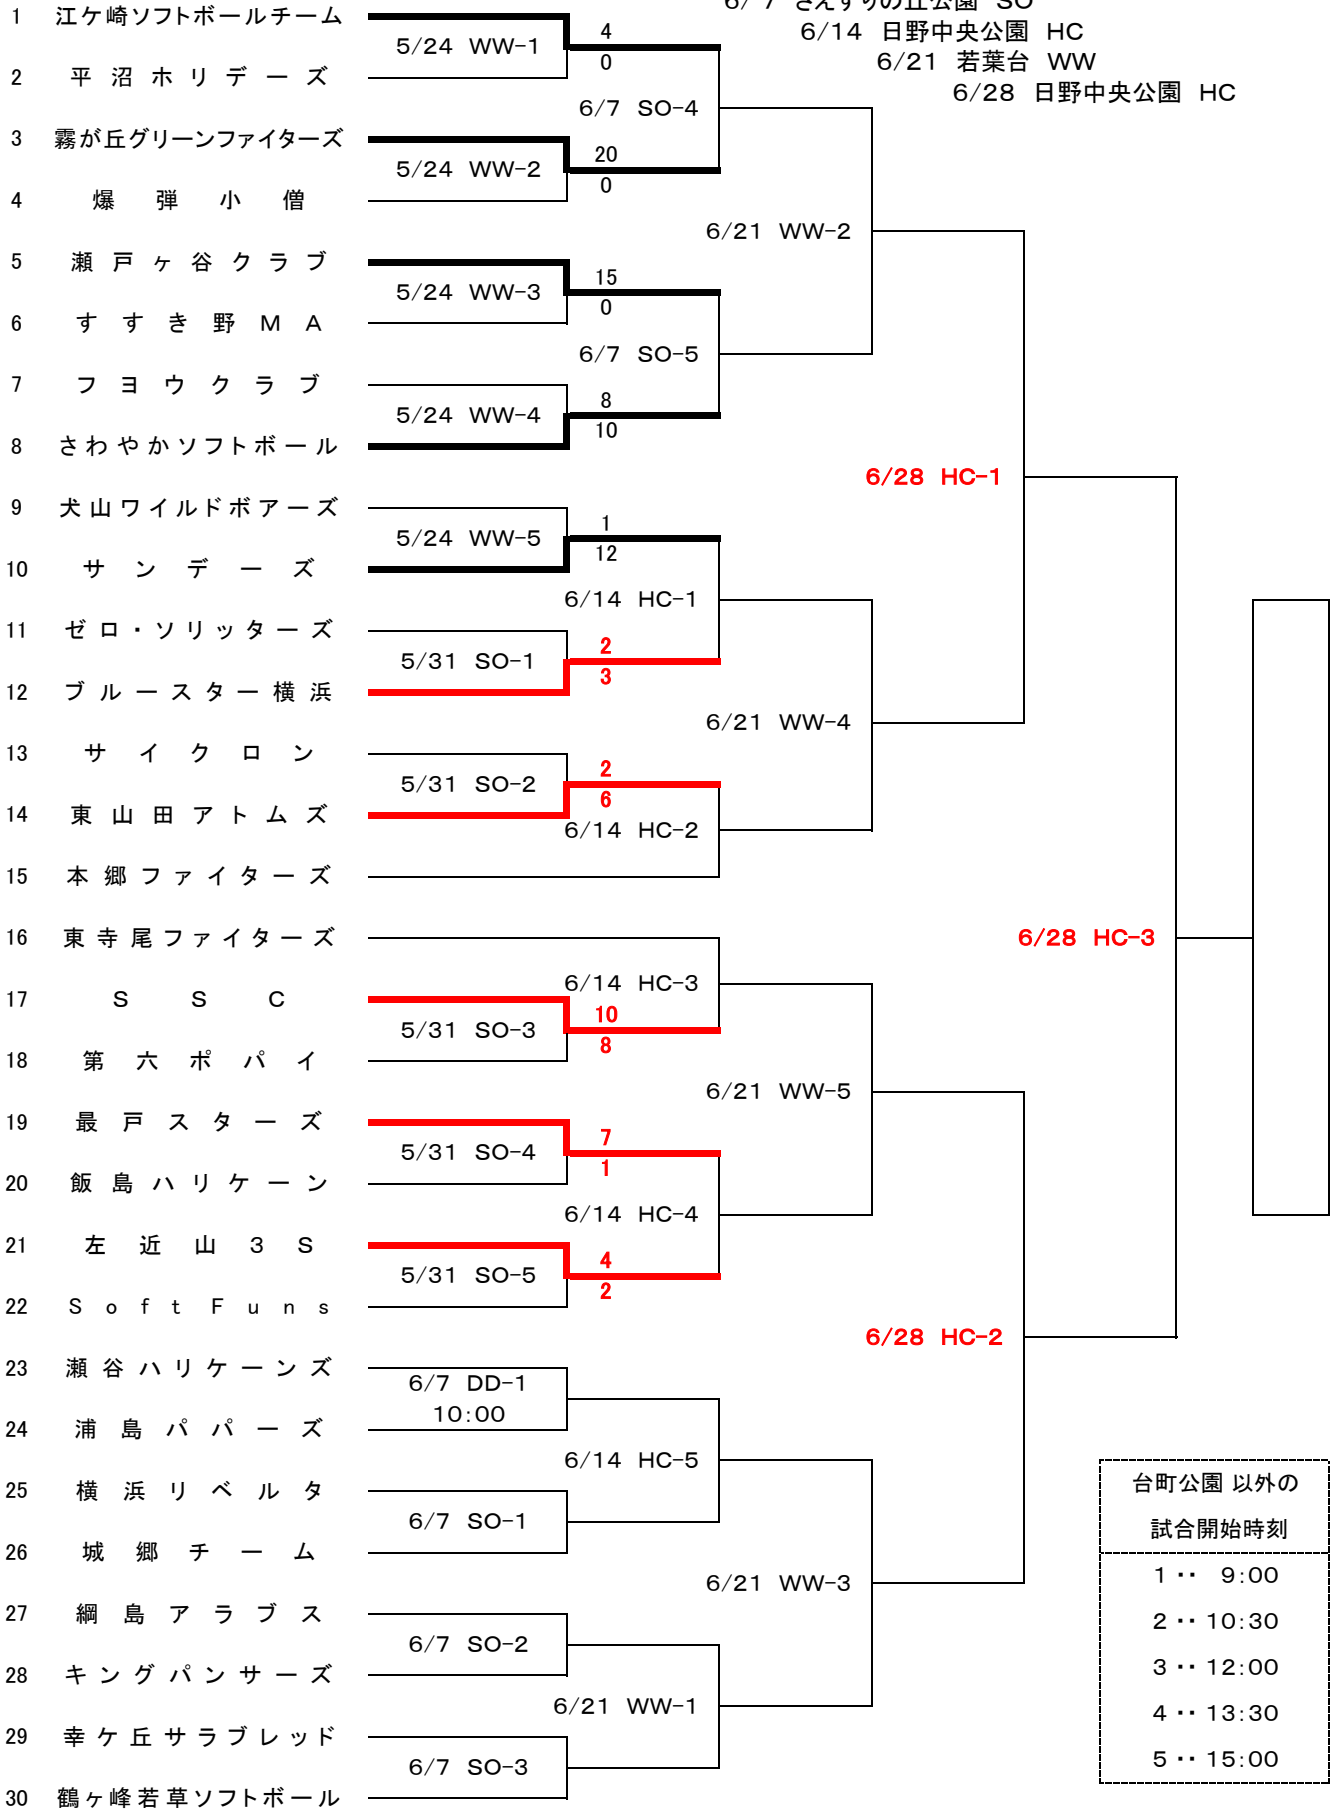 6/7 さえずりの丘公園 SO
6/14 日野中央公園 HC
6/21 若葉台 WW
6/28 日野中央公園 HC
1 江ケ崎ソフトボールチーム
5/24 WW-1
4
0
2 平沼ホリデーズ
6/7 SO-4
3 霧が丘グリーンファイターズ
5/24 WW-2
20
0
4 爆弾小僧
6/21 WW-2
5 瀬戸ヶ谷クラブ
5/24 WW-3
15
0
6 すすき野MA
6/7 SO-5
7 フヨウクラブ
5/24 WW-4
8
10
8 さわやかソフトボール
6/28 HC-1
9 犬山ワイルドボアーズ
5/24 WW-5
1
12
10 サンデーズ
6/14 HC-1
11 ゼロ・ソリッターズ
5/31 SO-1
2
3
12 ブルースター横浜
6/21 WW-4
13 サイクロン
5/31 SO-2
2
6
14 東山田アトムズ
6/14 HC-2
15 本郷ファイターズ
16 東寺尾ファイターズ
6/28 HC-3
6/14 HC-3
17 SSC
5/31 SO-3
10
8
18 第六ポパイ
6/21 WW-5
19 最戸スターズ
5/31 SO-4
7
1
20 飯島ハリケーン
6/14 HC-4
21 左近山3S
5/31 SO-5
4
2
22 Soft Funs
6/28 HC-2
23 瀬谷ハリケーンズ
6/7 DD-1
10:00
24 浦島パパーズ
6/14 HC-5
25 横浜リベルタ
6/7 SO-1
26 城郷チーム
6/21 WW-3
27 綱島アラブス
6/7 SO-2
28 キングパンサーズ
6/21 WW-1
29 幸ケ丘サラブレッド
6/7 SO-3
30 鶴ヶ峰若草ソフトボール
台町公園 以外の
試合開始時刻
1 ‥ 9:00
2 ‥ 10:30
3 ‥ 12:00
4 ‥ 13:30
5 ‥ 15:00